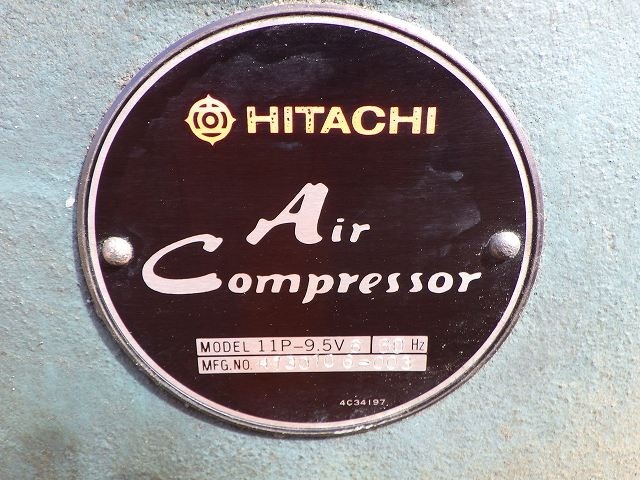 HITACHI
Air
Compressor
MODEL 11P-9.5V Hz
MFG.NO.
4C34197